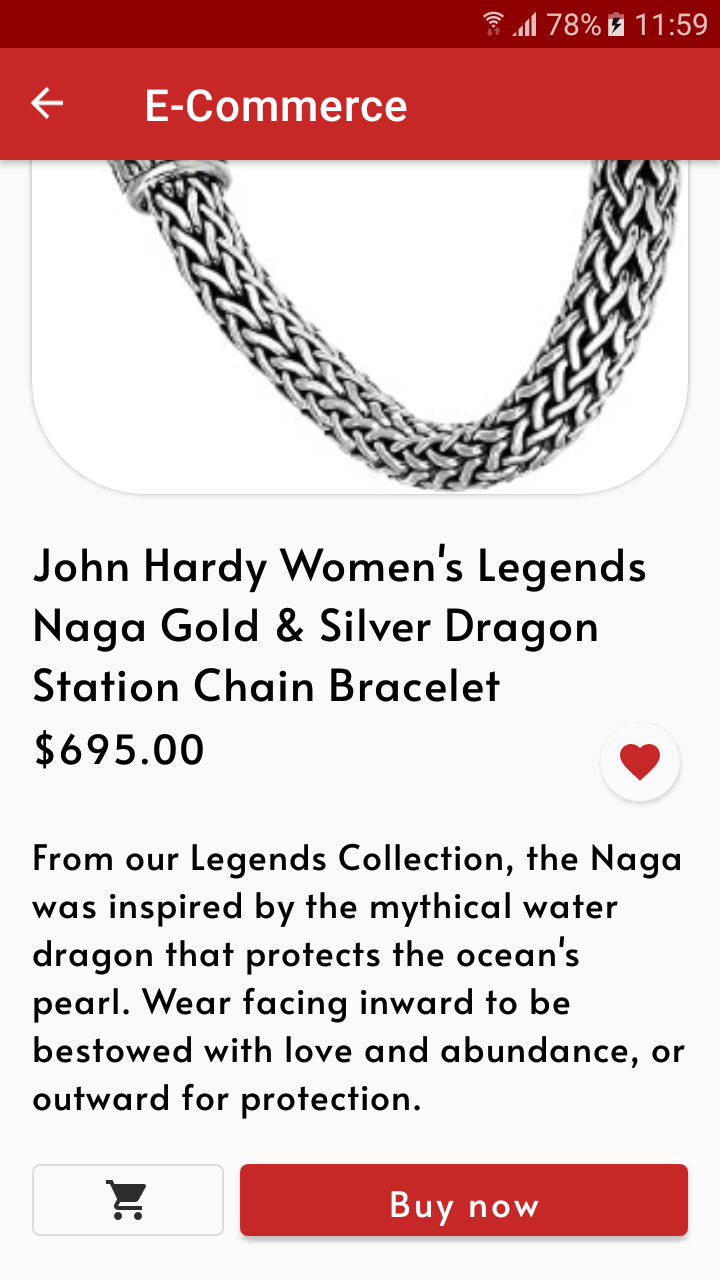 78% 11:59
E-Commerce
John Hardy Women's Legends
Naga Gold & Silver Dragon
Station Chain Bracelet
$695.00
From our Legends Collection, the Naga
was inspired by the mythical water
dragon that protects the ocean's
pearl. Wear facing inward to be
bestowed with love and abundance, or
outward for protection.
Buy now